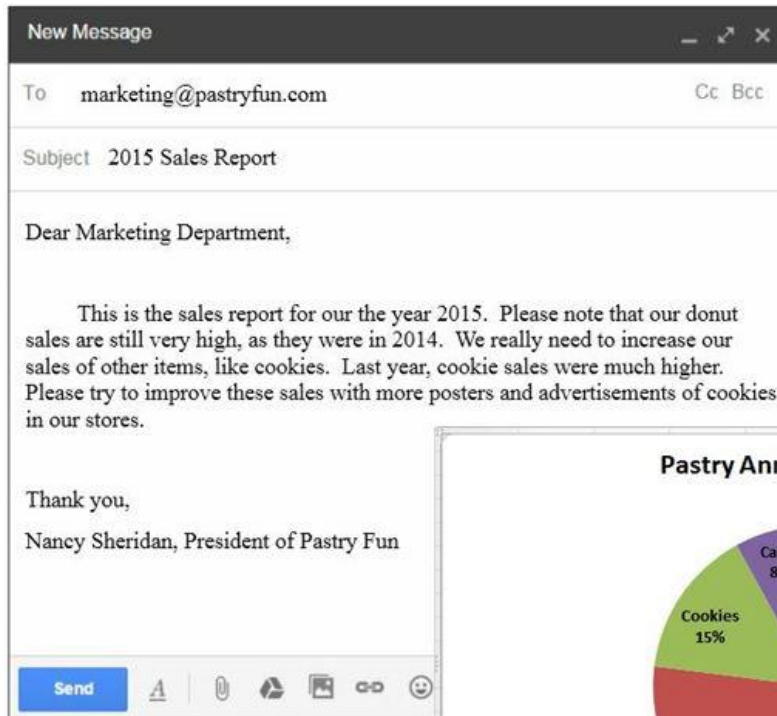 New Message
To marketing@pastryfun.com Cc Bcc
Subject 2015 Sales Report
Dear Marketing Department,
This is the sales report for our the year 2015. Please note that our donut
sales are still very high, as they were in 2014. We really need to increase our
sales of other items, like cookies. Last year, cookie sales were much higher.
Please try to improve these sales with more posters and advertisements of cookies
in our stores.
Thank you,
Nancy Sheridan, President of Pastry Fun
Send A
Pastry
Cookies
15%